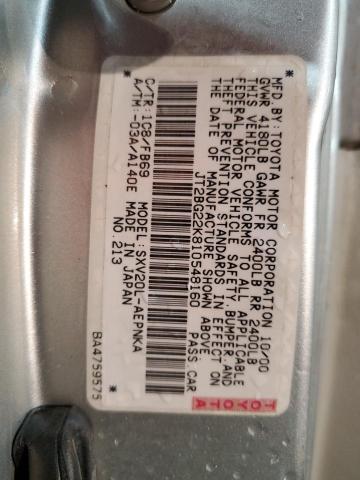 MFD.BY:TOYOTA MOTOR CORPORATION 10/00
GVWR 4180LB GAWR FR 2400LB RR 2400LB
THIS VEHICLE CONFORMS TO ALL APPLICABLE
FEDERAL MOTOR VEHICLE SAFETY,BUMPER,AND
THEFT PREVENTION STANDARDS IN EFFECT ON
THE DATE OF MANUFACTURE SHOWN ABOVE.
*JT2BG22K810548160* PASS.CAR
C/TR:1C8/FB69 MODEL:SXV20L-AEPNKA
A/TM:-03A/A140E MADE IN JAPAN
NO.213
BA4759575
TOYOTA
TOYOTA